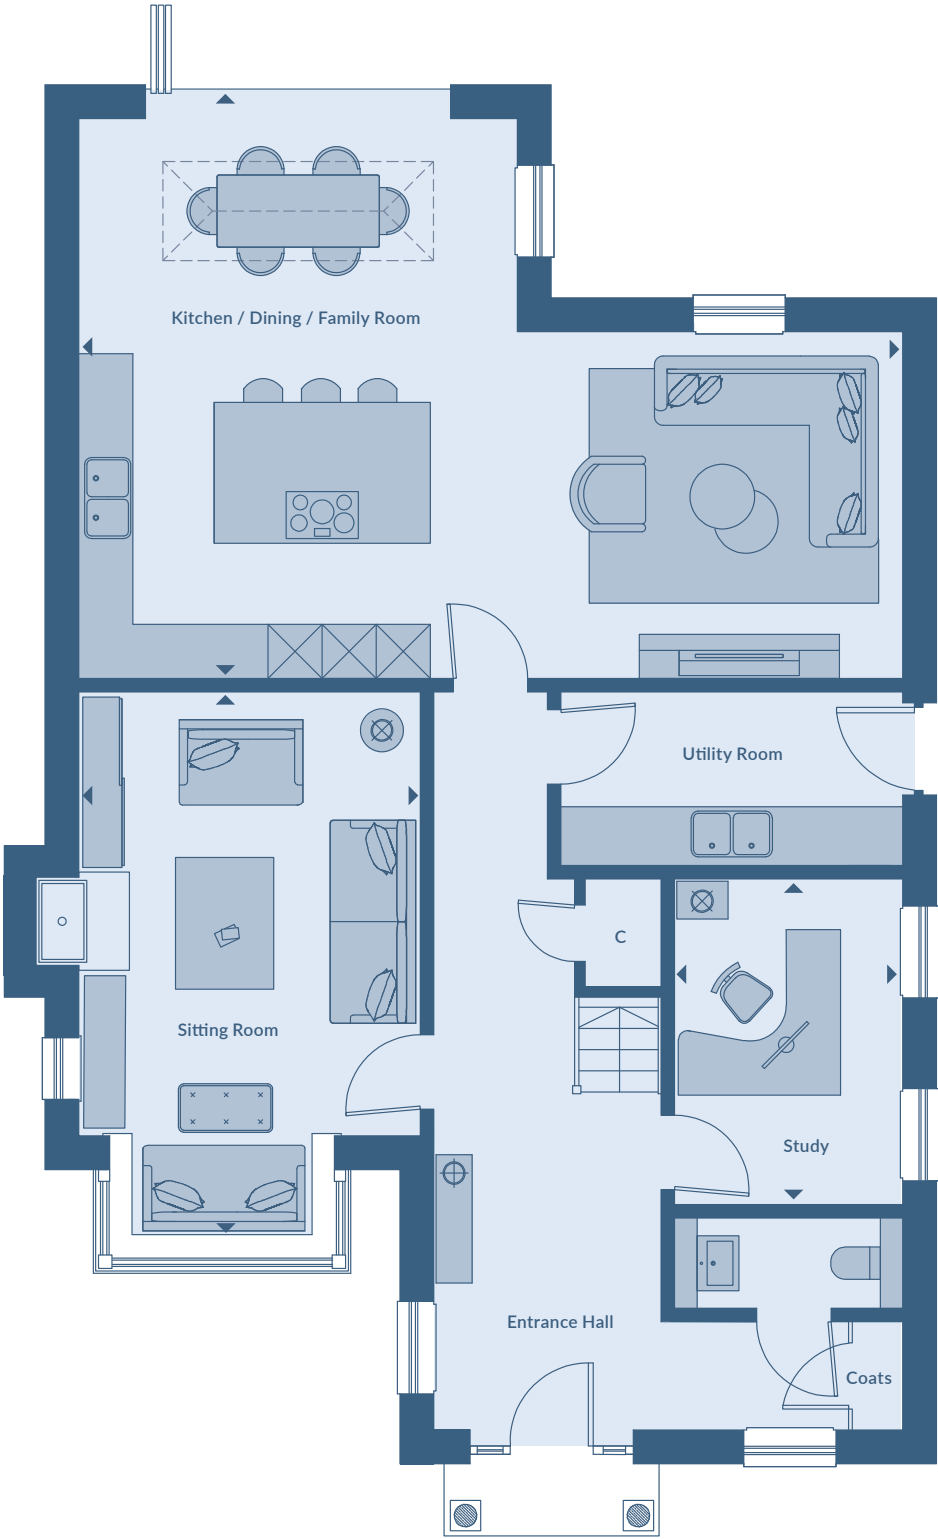 Kitchen / Dining / Family Room
Utility Room
C
Sitting Room
Study
Entrance Hall
Coats